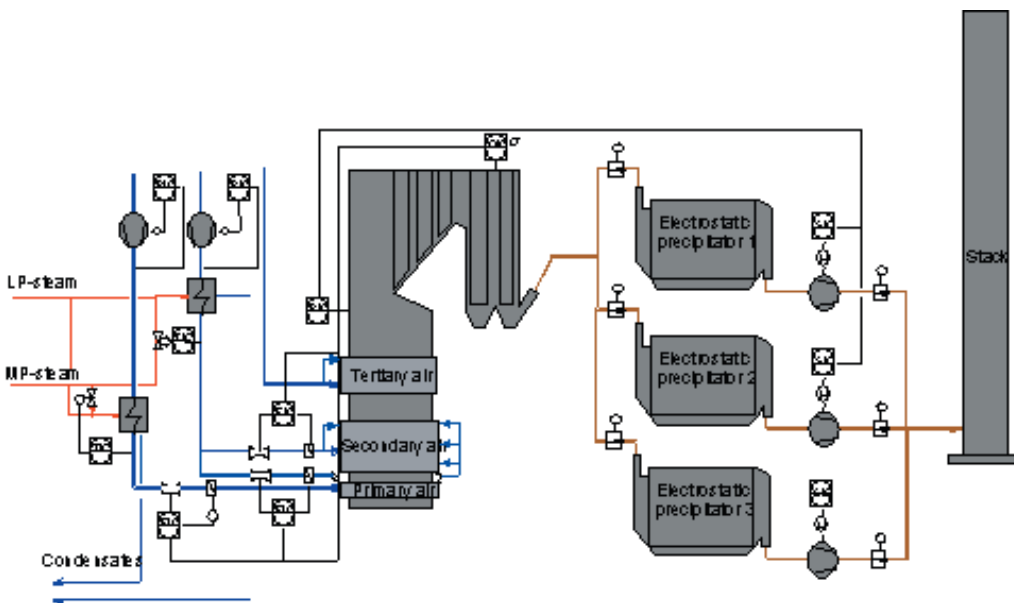 Electrostatic
precipitator 1
Stack
LP-steam
MP-steam
Tertiary air
Electrostatic
precipitator 2
Secondary air
Primary air
Electrostatic
precipitator 3
Condensates